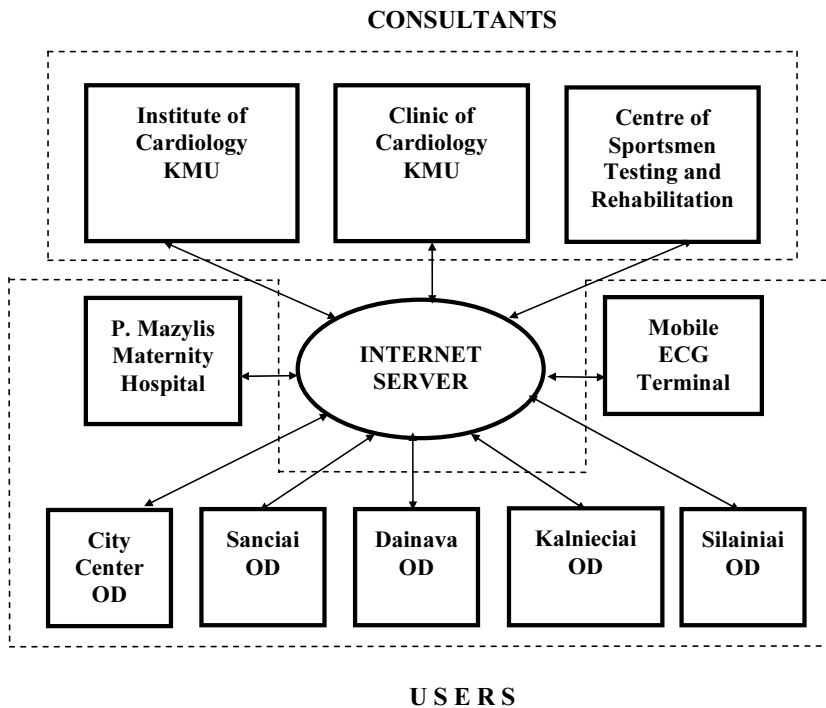 CONSULTANTS
Institute of
Cardiology
KMU
Clinic of
Cardiology
KMU
Centre of
Sportsmen
Testing and
Rehabilitation
P. Mazylis
Maternity
Hospital
INTERNET
SERVER
Mobile
ECG
Terminal
City
Center
OD
Sanciai
OD
Dainava
OD
Kalnieciai
OD
Silainiai
OD
U S E R S